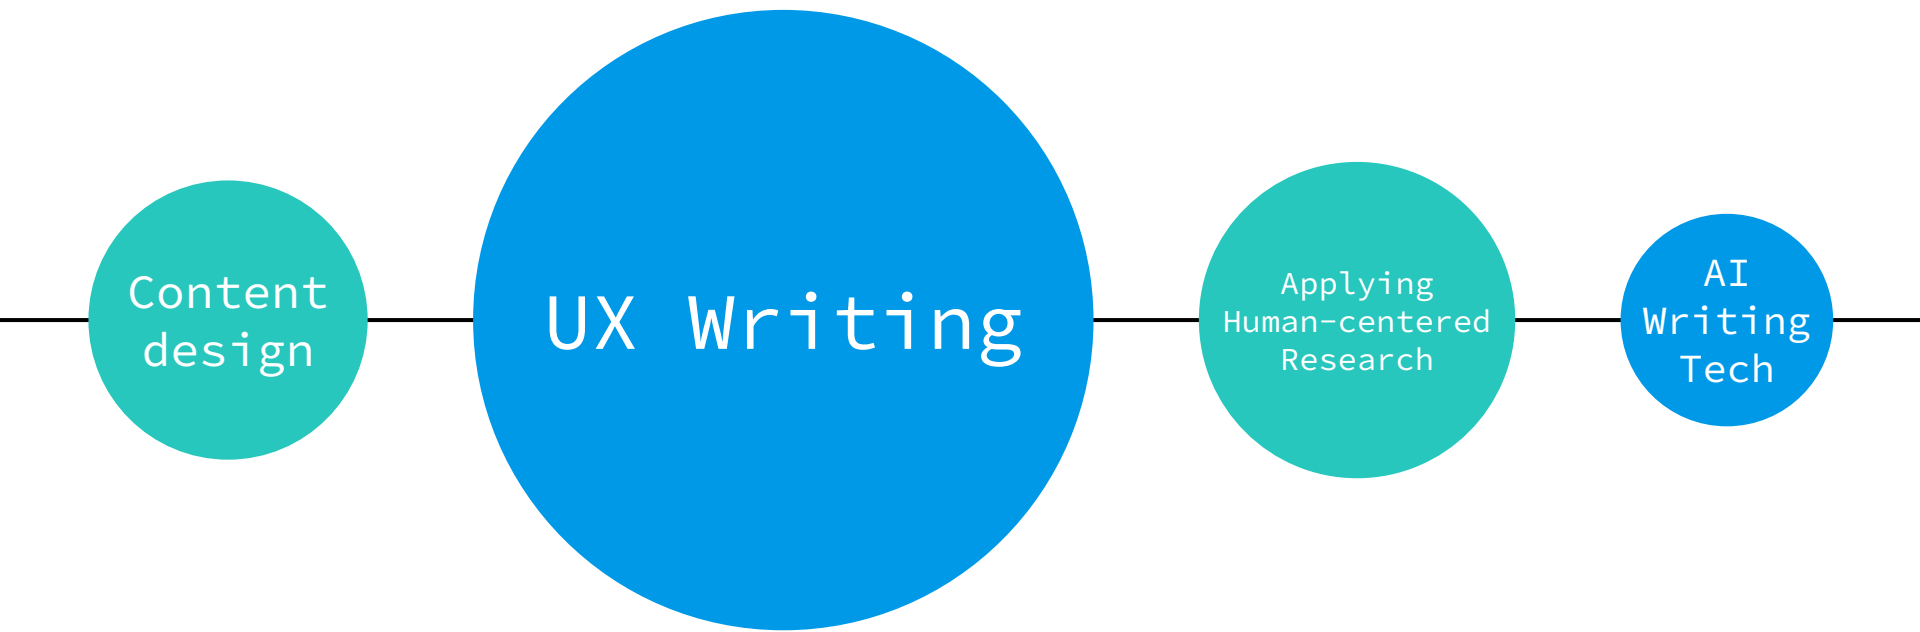 Content
design
UX Writing
Applying
Human-centered
Research
AI
Writing
Tech